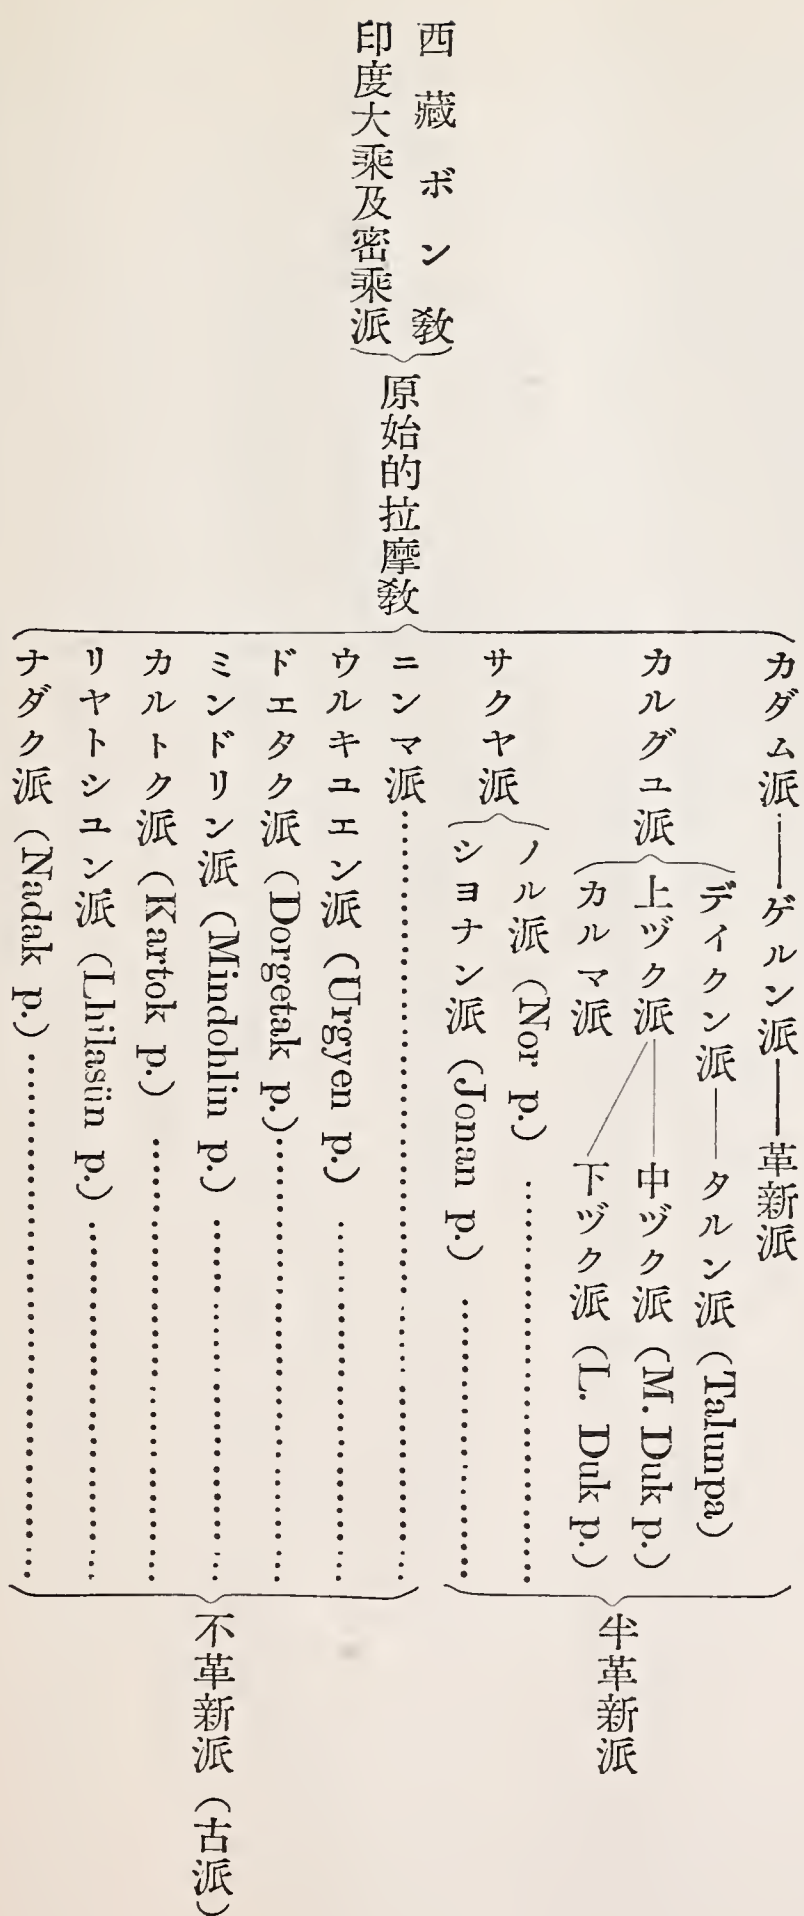 西藏ボン教
印度大乘及密乘派
原始的拉摩教
カダム派――ゲルン派――革新派
カルグユ派
デイクン派――タルン派 (Talunpa)
上ヅク派――中ヅク派 (M. Duk p.)
下ヅク派 (L. Duk p.)
カルマ派
サクヤ派
ノル派 (Nor p.)
シヨナン派 (Jonan p.)
半革新派
ニンマ派
ウルキユエン派 (Urgyen p.)
ドエタク派 (Dorgetak p.)
ミンドリン派 (Mindohlin p.)
カルトク派 (Kartok p.)
リヤトシユン派 (Lhilasün p.)
ナダク派 (Nadak p.)
不革新派 (古派)